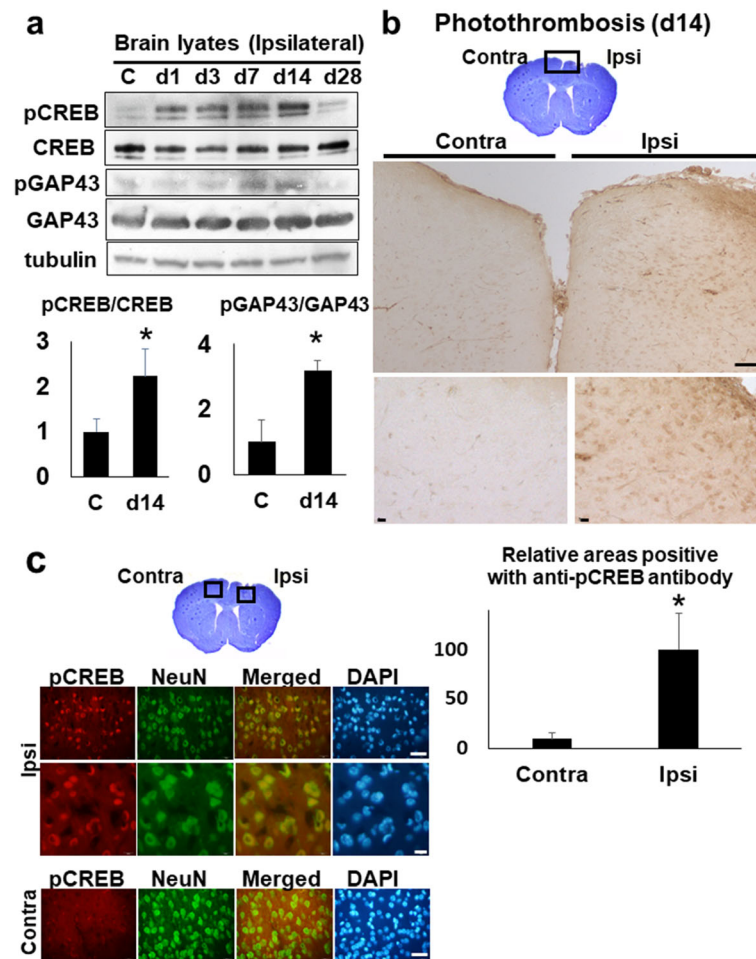 a
Brain lyates (Ipsilateral)
C d1 d3 d7 d14 d28
pCREB
CREB
pGAP43
GAP43
tubulin
pCREB/CREB
3
2
1
0
*
C d14
pGAP43/GAP43
4
2
0
*
C d14
b
Photothrombosis (d14)
Contra Ipsi
Contra Ipsi
Relative areas positive
with anti-pCREB antibody
100
50
0
*
Contra Ipsi
c
Contra Ipsi
pCREB NeuN Merged DAPI
Ipsi
pCREB NeuN Merged DAPI
Contra